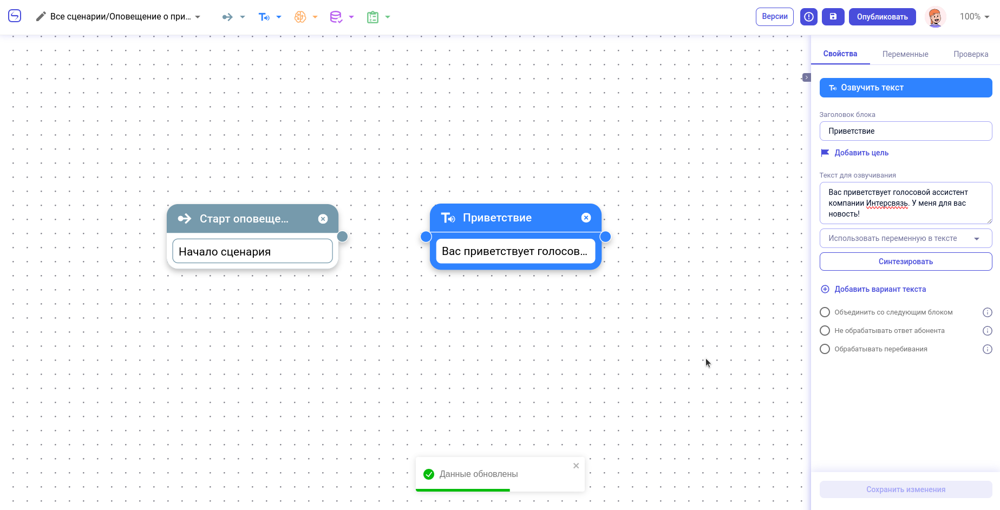 Все сценарии/Оповещение о при...
Версии
Опубликовать
100%
Свойства
Переменные
Проверка
Озвучить текст
Заголовок блока
Приветствие
Добавить цель
Текст для озвучивания
Вас приветствует голосовой ассистент
компании Интерсвязь. У меня для вас
новость!
Использовать переменную в тексте
Синтезировать
Добавить вариант текста
Объединить со следующим блоком
Не обрабатывать ответ абонента
Обрабатывать перебивания
Сохранить изменения
Старт оповеще...
Начало сценария
Приветствие
Вас приветствует голосов...
Данные обновлены